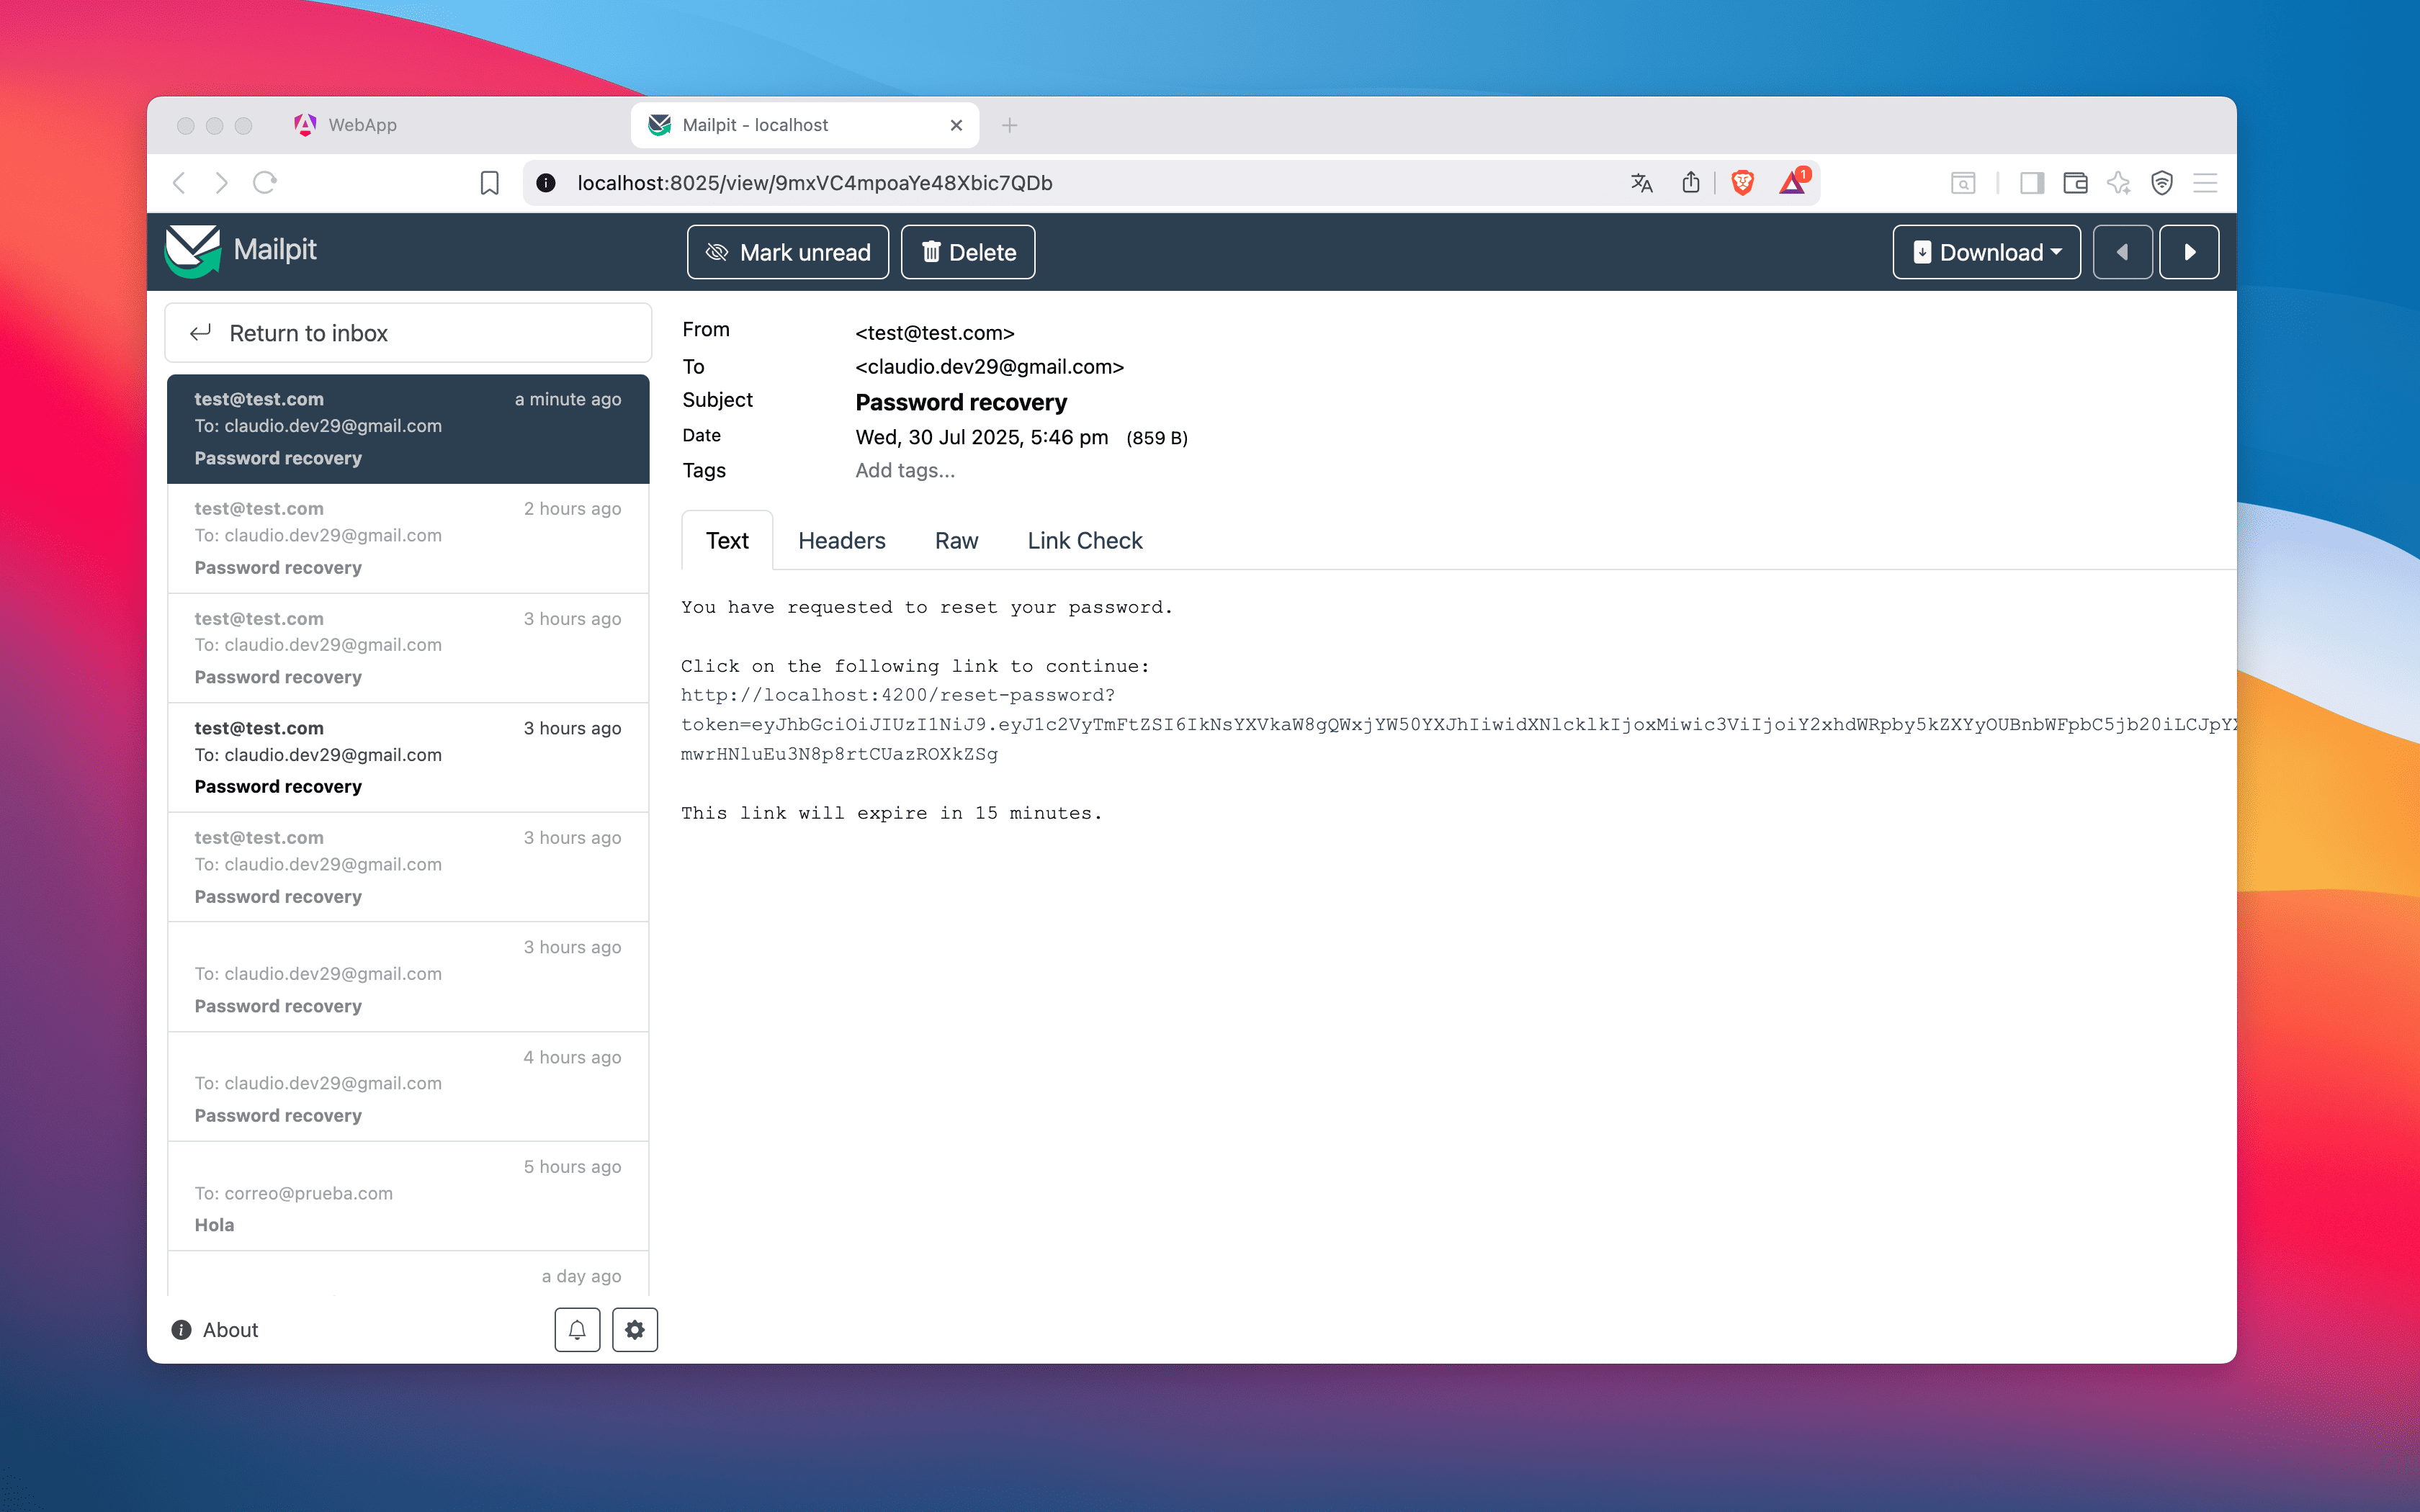 WebApp
Mailpit - localhost
localhost:8025/view/9mxVC4mpoaYe48Xbic7QDb
1
Mailpit
Mark unread
Delete
Download
Return to inbox
test@test.com a minute ago
To: claudio.dev29@gmail.com
Password recovery
test@test.com 2 hours ago
To: claudio.dev29@gmail.com
Password recovery
test@test.com 3 hours ago
To: claudio.dev29@gmail.com
Password recovery
test@test.com 3 hours ago
To: claudio.dev29@gmail.com
Password recovery
test@test.com 3 hours ago
To: claudio.dev29@gmail.com
Password recovery
3 hours ago
To: claudio.dev29@gmail.com
Password recovery
4 hours ago
To: claudio.dev29@gmail.com
Password recovery
5 hours ago
To: correo@prueba.com
Hola
a day ago
About
From <test@test.com>
To <claudio.dev29@gmail.com>
Subject Password recovery
Date Wed, 30 Jul 2025, 5:46 pm (859 B)
Tags Add tags...
Text Headers Raw Link Check
You have requested to reset your password.
Click on the following link to continue:
http://localhost:4200/reset-password?
token=eyJhbGciOiJIUzI1NiJ9.eyJ1c2VyTmFtZSI6IkNsYXVkaW8gQWxjYW50YXJhIiwidXNlcklkIjoxMiwic3ViIjoiY2xhdWRpby5kZXYyOUBnbWFpbC5jb20iLCJpYX
mwrHNluEu3N8p8rtCUazROXkZSg
This link will expire in 15 minutes.